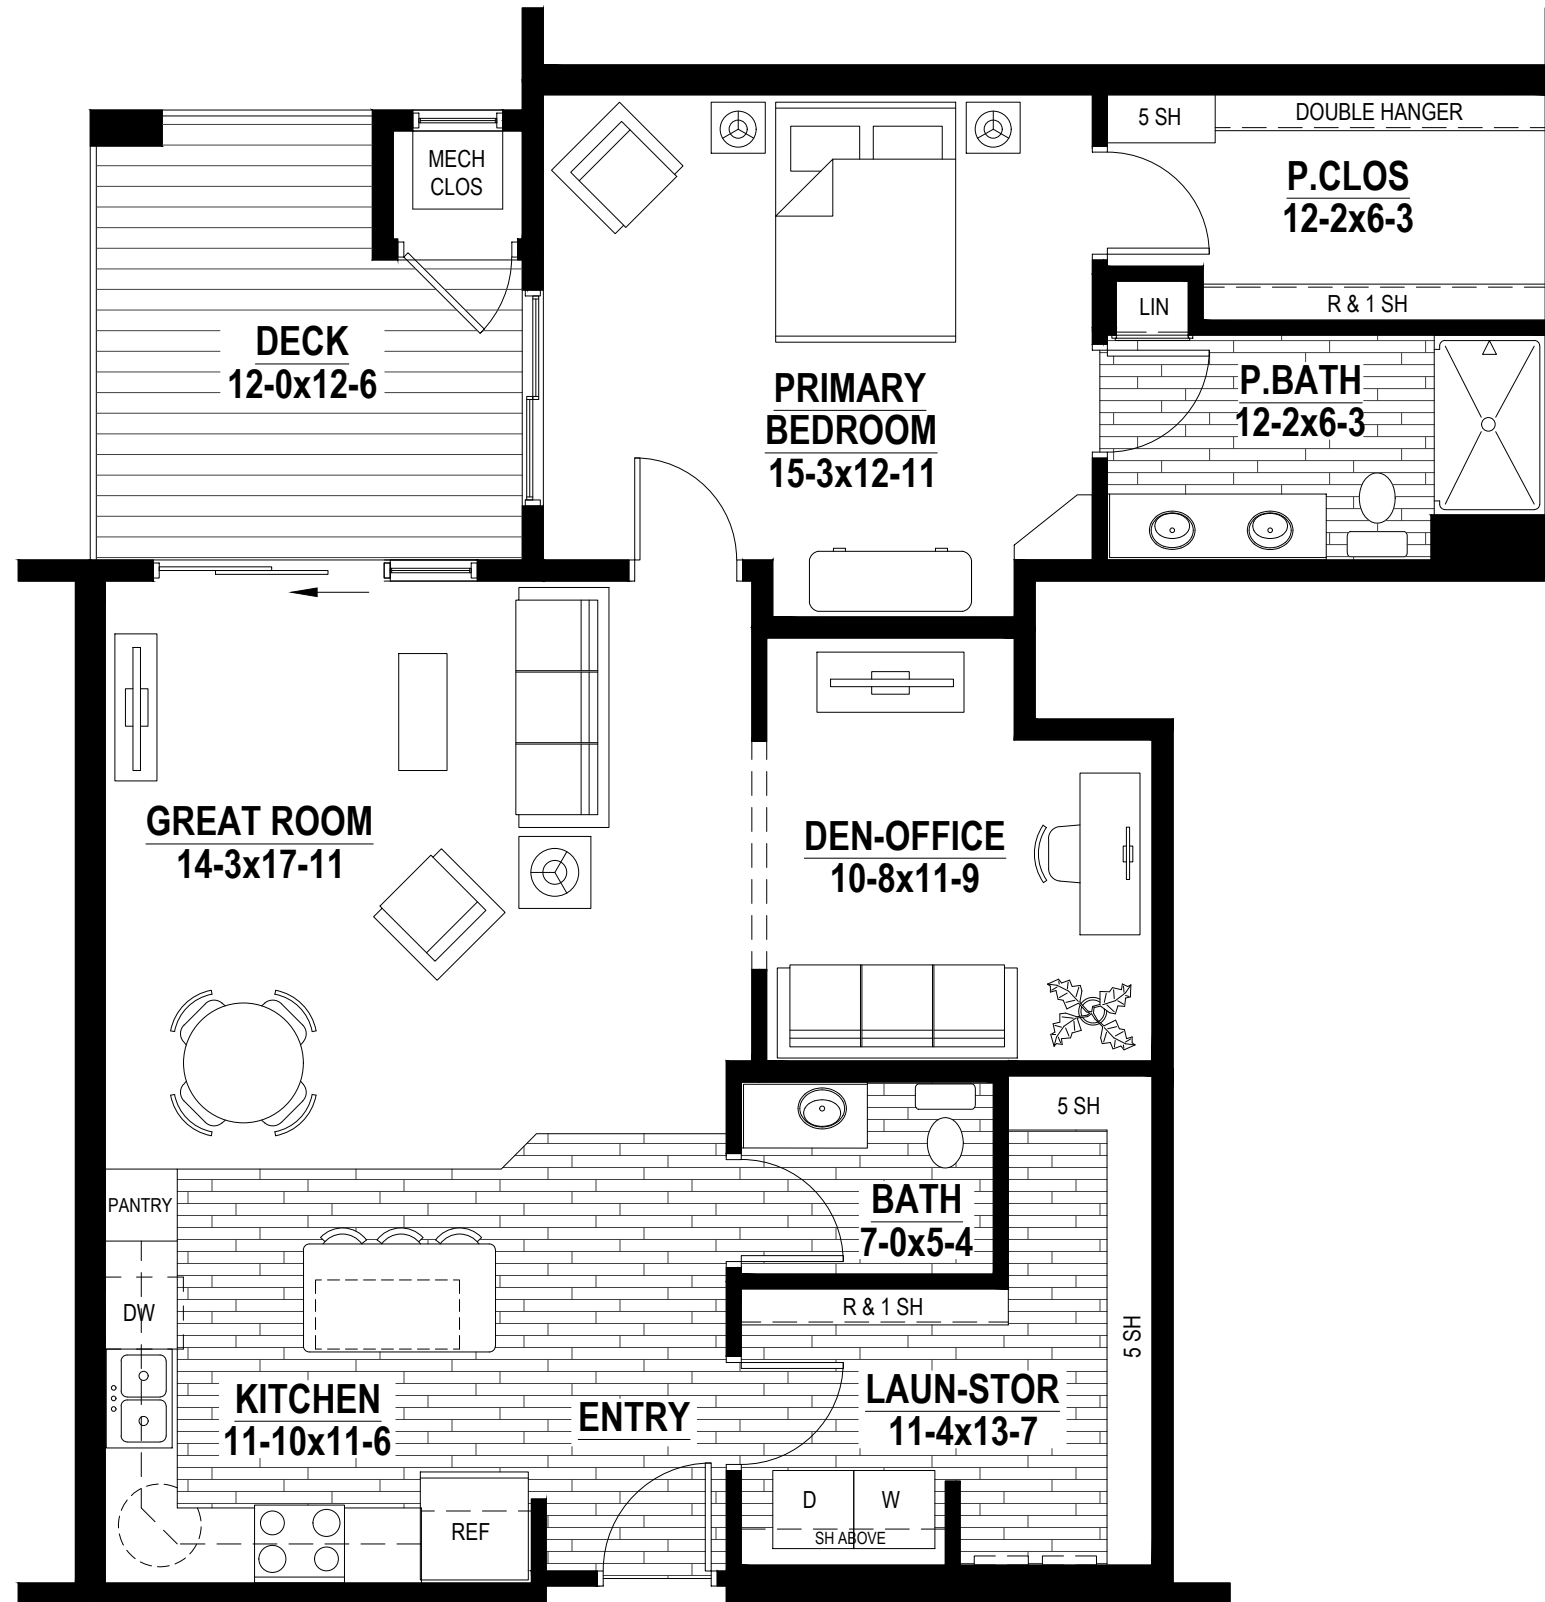 5 SH
DOUBLE HANGER
MECH
CLOS
P.CLOS
12-2x6-3
R & 1 SH
LIN
DECK
12-0x12-6
PRIMARY
BEDROOM
15-3x12-11
P.BATH
12-2x6-3
GREAT ROOM
14-3x17-11
DEN-OFFICE
10-8x11-9
5 SH
PANTRY
BATH
7-0x5-4
DW
R & 1 SH
5 SH
KITCHEN
11-10x11-6
ENTRY
LAUN-STOR
11-4x13-7
REF
D
W
SH ABOVE